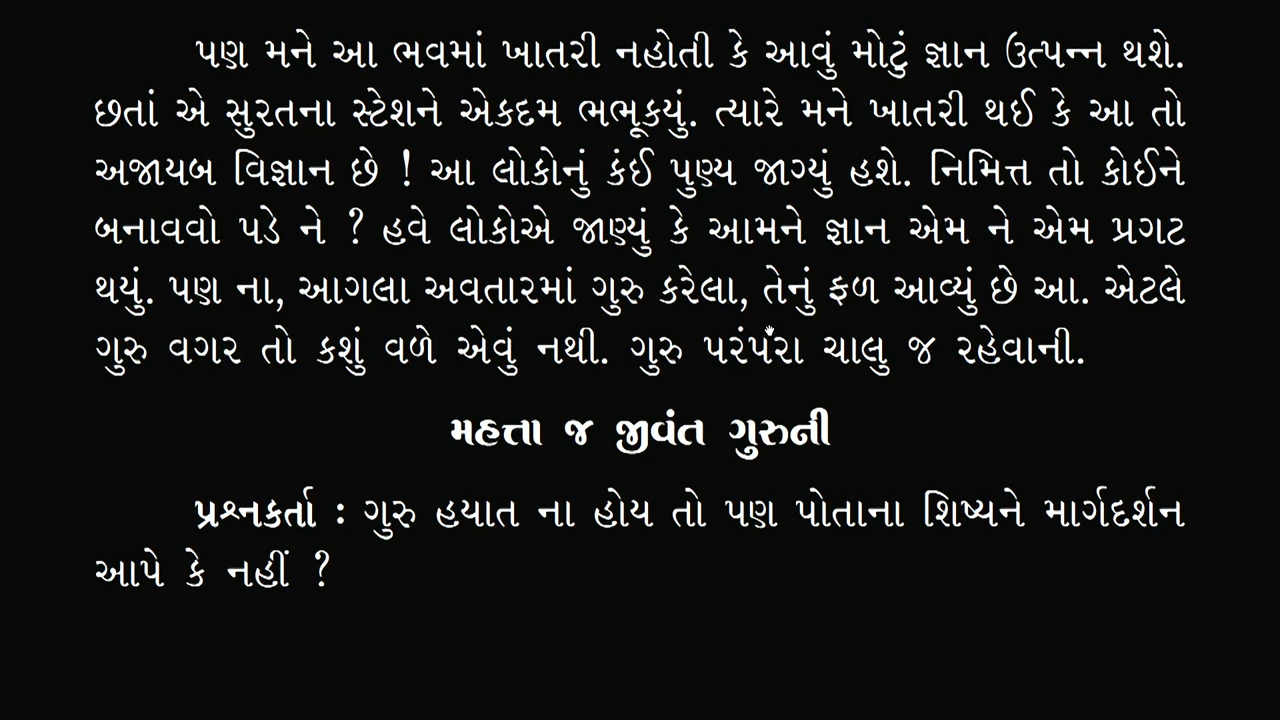 પણ મને આ ભવમાં ખાતરી નહોતી કે આવું મોટું જ્ઞાન ઉત્પન્ન થશે.
છતાં એ સુરતના સ્ટેશને એકદમ ભભૂકયું. ત્યારે મને ખાતરી થઈ કે આ તો
અજાયબ વિજ્ઞાન છે ! આ લોકોનું કંઈ પુણ્ય જાગ્યું હશે. નિમિત્ત તો કોઈને
બનાવવો પડે ને ? હવે લોકોએ જાણ્યું કે આમને જ્ઞાન એમ ને એમ પ્રગટ
થયું. પણ ના, આગલા અવતારમાં ગુરુ કરેલા, તેનું ફળ આવ્યું છે આ. એટલે
ગુરુ વગર તો કશું વળે એવું નથી. ગુરુ પરંપરા ચાલુ જ રહેવાની.
મહત્તા જ જીવંત ગુરુની
પ્રશ્નકર્તા : ગુરુ હયાત ના હોય તો પણ પોતાના શિષ્યને માર્ગદર્શન
આપે કે નહીં ?